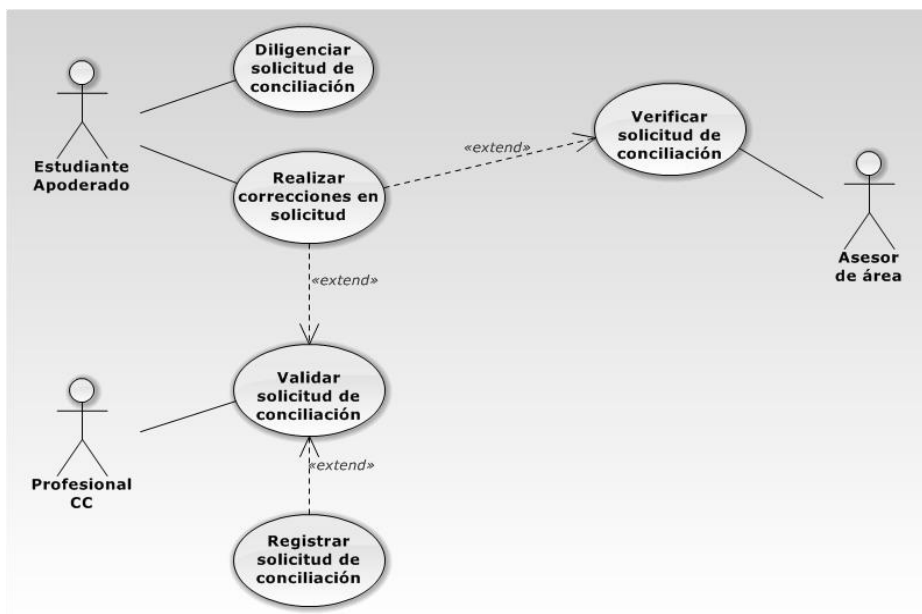 Diligenciar
solicitud de
conciliación
Estudiante
Apoderado
Realizar
correcciones en
solicitud
«extend»
Verificar
solicitud de
conciliación
Asesor
de área
«extend»
Validar
solicitud de
conciliación
Profesional
CC
«extend»
Registrar
solicitud de
conciliación